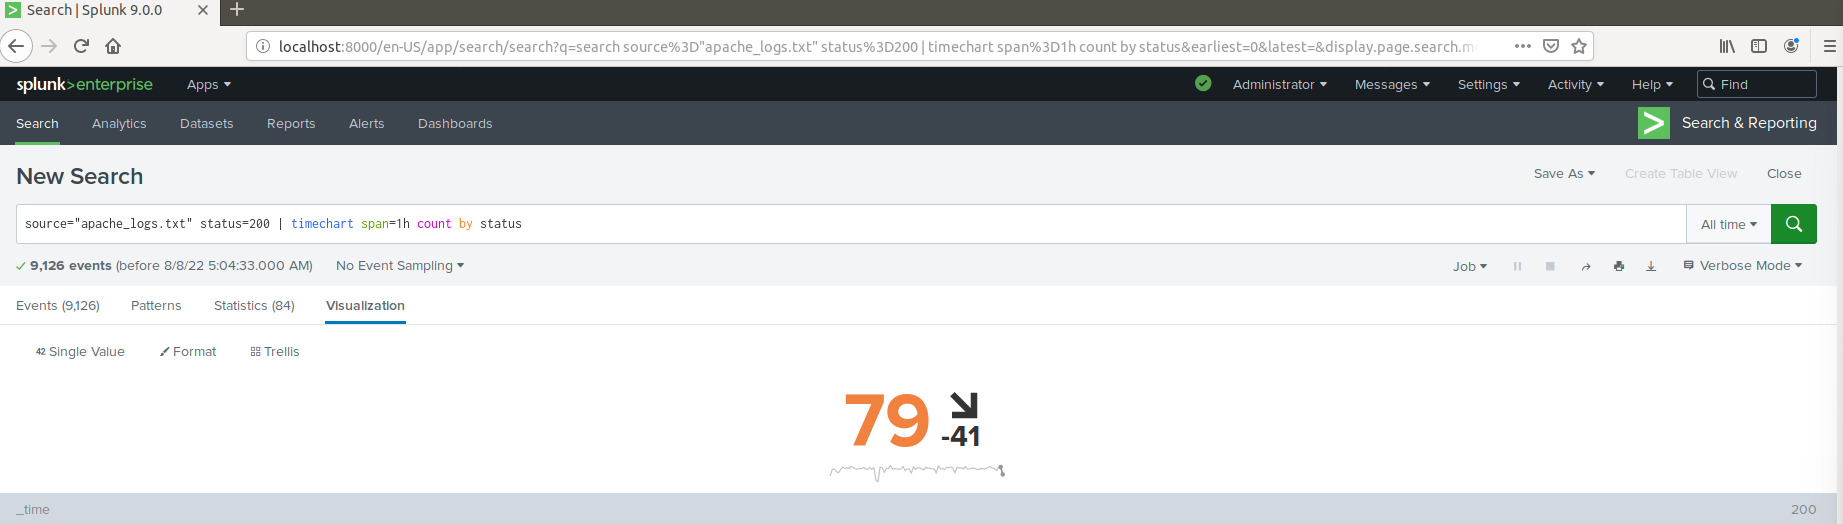 Search | Splunk 9.0.0
localhost:8000/en-US/app/search/search?q=search source%3D"apache_logs.txt" status%3D200 | timechart span%3D1h count by status&earliest=0&latest=&display.page.search.mo
splunk>enterprise Apps Administrator Messages Settings Activity Help Find
Search Analytics Datasets Reports Alerts Dashboards Search & Reporting
New Search Save As Create Table View Close
source="apache_logs.txt" status=200 | timechart span=1h count by status All time
9,126 events (before 8/8/22 5:04:33.000 AM) No Event Sampling Job Verbose Mode
Events (9,126) Patterns Statistics (84) Visualization
42 Single Value Format Trellis
79 -41
_time 200